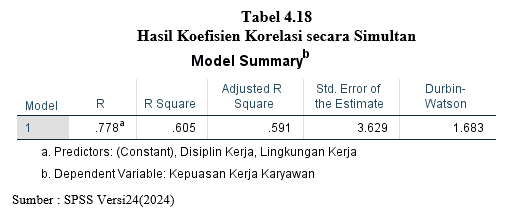 Tabel 4.18
Hasil Koefisien Korelasi secara Simultan
Model Summaryb
Model R R Square Adjusted R Square Std. Error of the Estimate Durbin-Watson
1 .778a .605 .591 3.629 1.683
a. Predictors: (Constant), Disiplin Kerja, Lingkungan Kerja
b. Dependent Variable: Kepuasan Kerja Karyawan
Sumber : SPSS Versi24(2024)